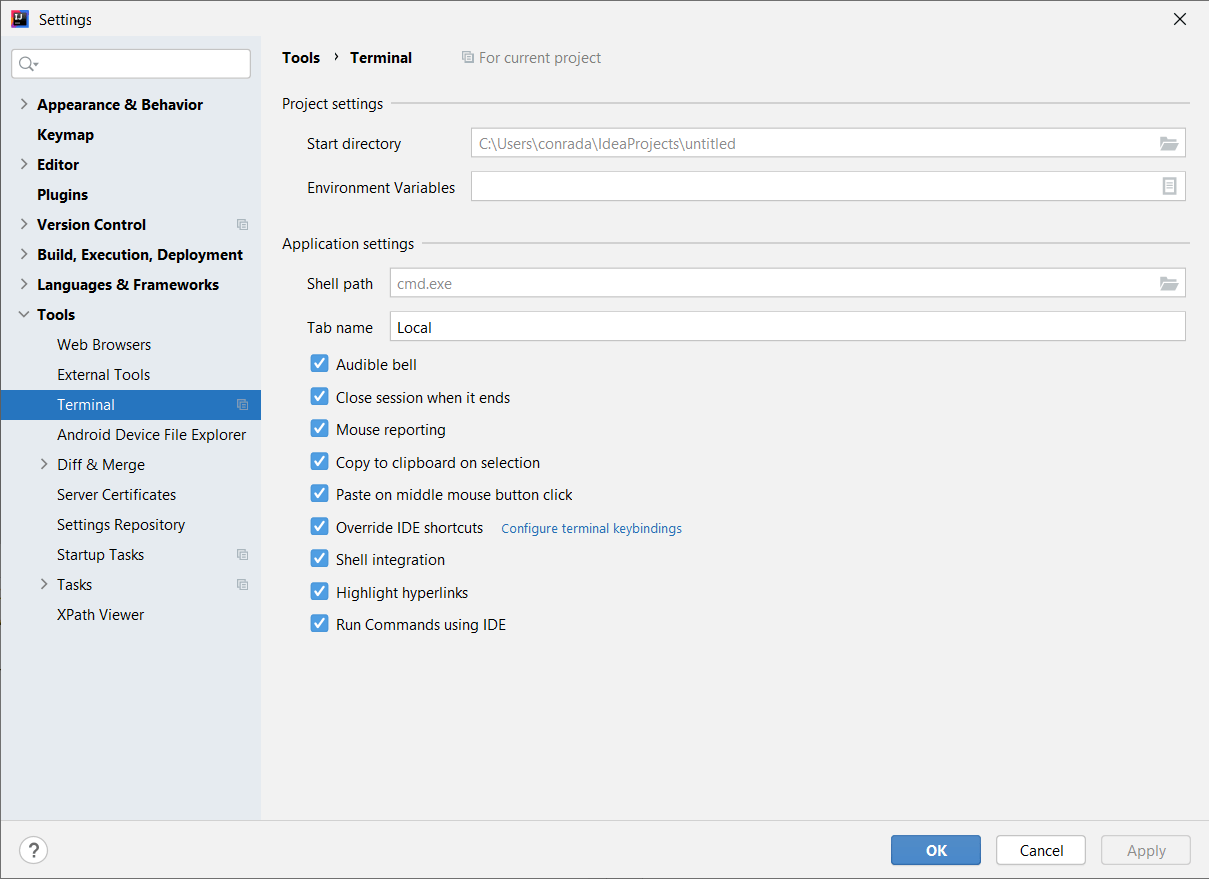 Settings
Tools › Terminal For current project
Appearance & Behavior
Keymap
Editor
Plugins
Version Control
Build, Execution, Deployment
Languages & Frameworks
Tools
Web Browsers
External Tools
Terminal
Android Device File Explorer
Diff & Merge
Server Certificates
Settings Repository
Startup Tasks
Tasks
XPath Viewer
Project settings
Start directory C:\Users\conrada\IdeaProjects\untitled
Environment Variables
Application settings
Shell path cmd.exe
Tab name Local
Audible bell
Close session when it ends
Mouse reporting
Copy to clipboard on selection
Paste on middle mouse button click
Override IDE shortcuts Configure terminal keybindings
Shell integration
Highlight hyperlinks
Run Commands using IDE
? OK Cancel Apply